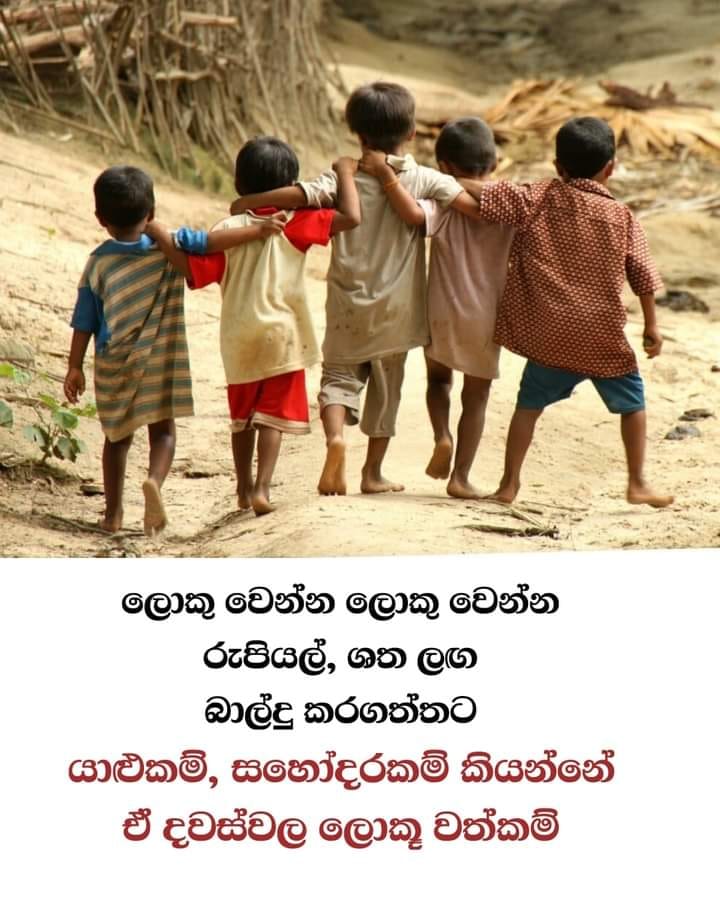 ලොකු වෙන්න ලොකු වෙන්න
රුපියල්, ශත ලඟ
බාල්දු කරගත්තට
යාළුකම්, සහෝදරකම් කියන්නේ
ඒ දවස්වල ලොකූ වත්කම්